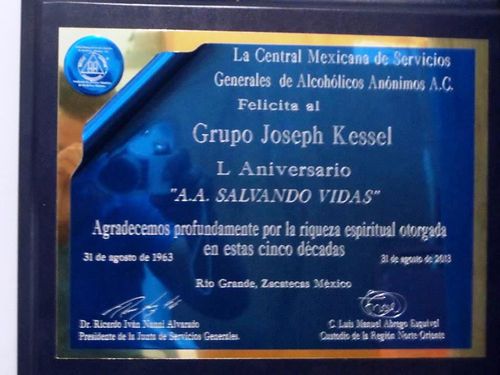 La Central Mexicana de Servicios
Generales de Alcohólicos Anónimos A.C.
Felicita al
Grupo Joseph Kessel
L Aniversario
"A.A. SALVANDO VIDAS"
Agradecemos profundamente por la riqueza espiritual otorgada
en estas cinco décadas
31 de agosto de 1963
31 de agosto de 2013
Río Grande, Zacatecas México
Dr. Ricardo Iván Nanni Alvarado
Presidente de la Junta de Servicios Generales.
C. Luis Manuel Abrego Esquivel
Custodio de la Región Norte Oriente